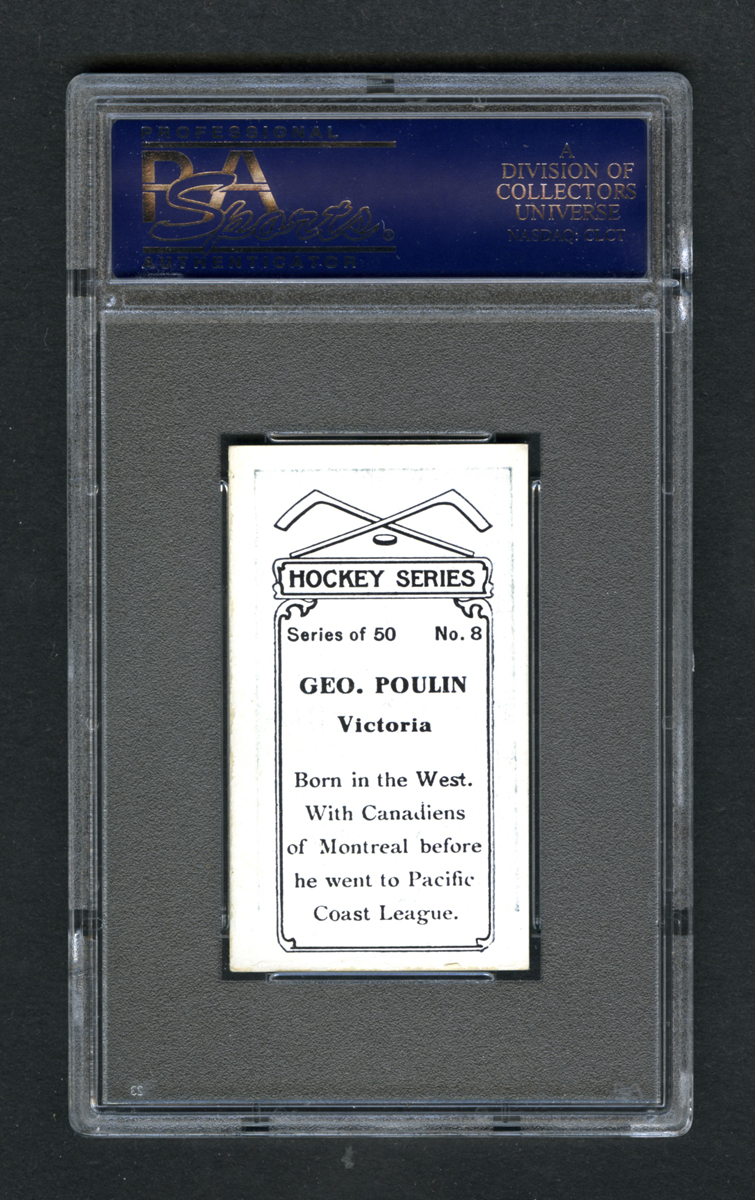 PROFESSIONAL
PSA
Sports
AUTHENTICATOR
A
DIVISION OF
COLLECTORS
UNIVERSE
NASDAQ: CLCT
HOCKEY SERIES
Series of 50 No. 8
GEO. POULIN
Victoria
Born in the West.
With Canadiens
of Montreal before
he went to Pacific
Coast League.
23